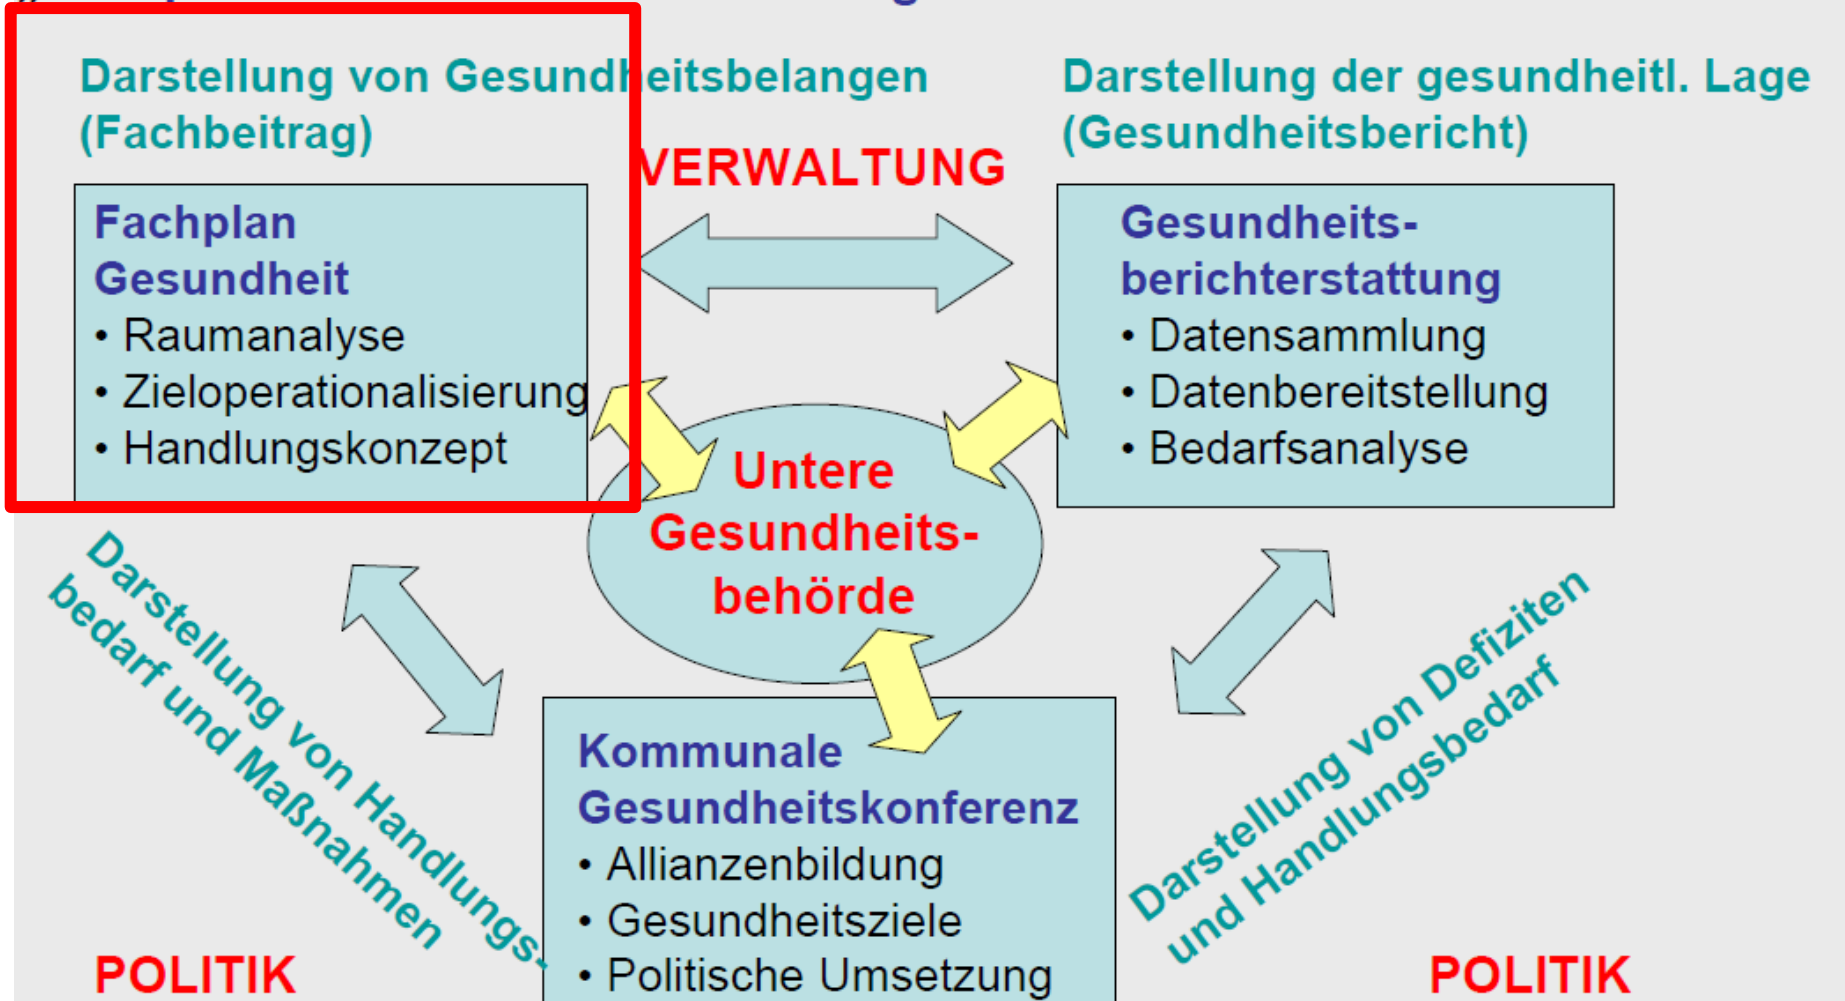 Darstellung von Gesundheitsbelangen
(Fachbeitrag)
Darstellung der gesundheitl. Lage
(Gesundheitsbericht)
VERWALTUNG
Fachplan
Gesundheit
• Raumanalyse
• Zieloperationalisierung
• Handlungskonzept
Gesundheits-
berichterstattung
• Datensammlung
• Datenbereitstellung
• Bedarfsanalyse
Untere
Gesundheits-
behörde
Darstellung von Handlungs-
bedarf und Maßnahmen
Darstellung von Defiziten
und Handlungsbedarf
Kommunale
Gesundheitskonferenz
• Allianzenbildung
• Gesundheitsziele
• Politische Umsetzung
POLITIK
POLITIK